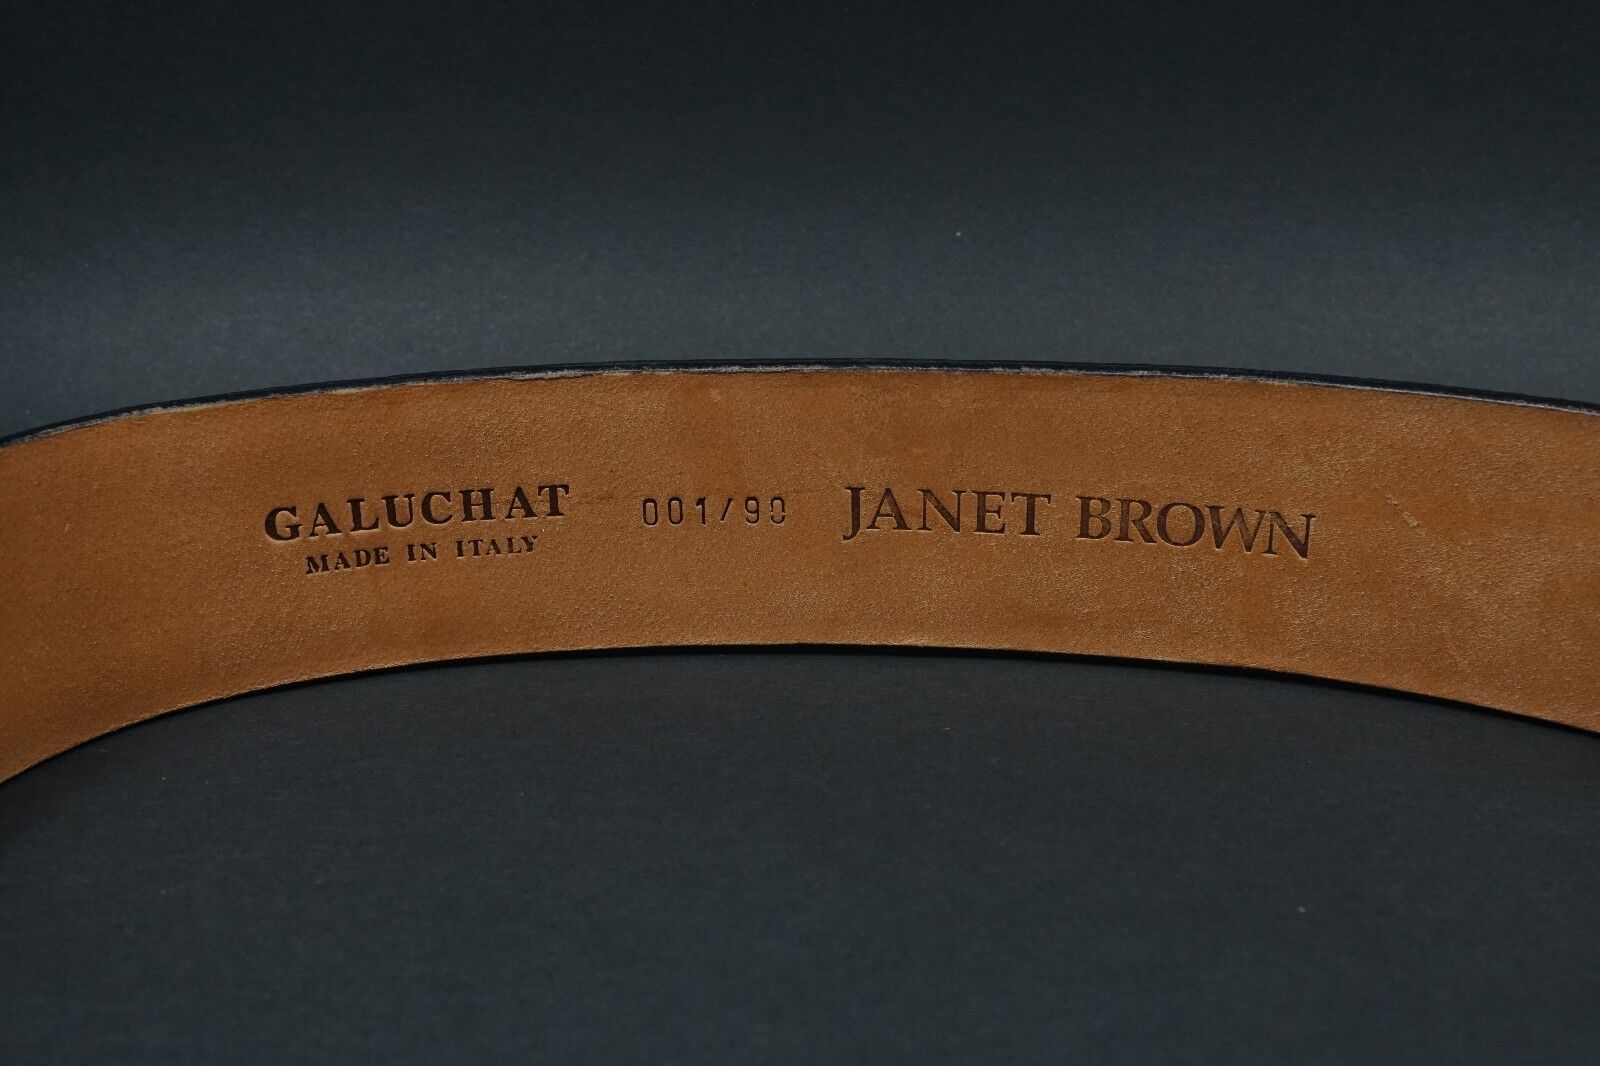 GALUCHAT
MADE IN ITALY
001/90
JANET BROWN